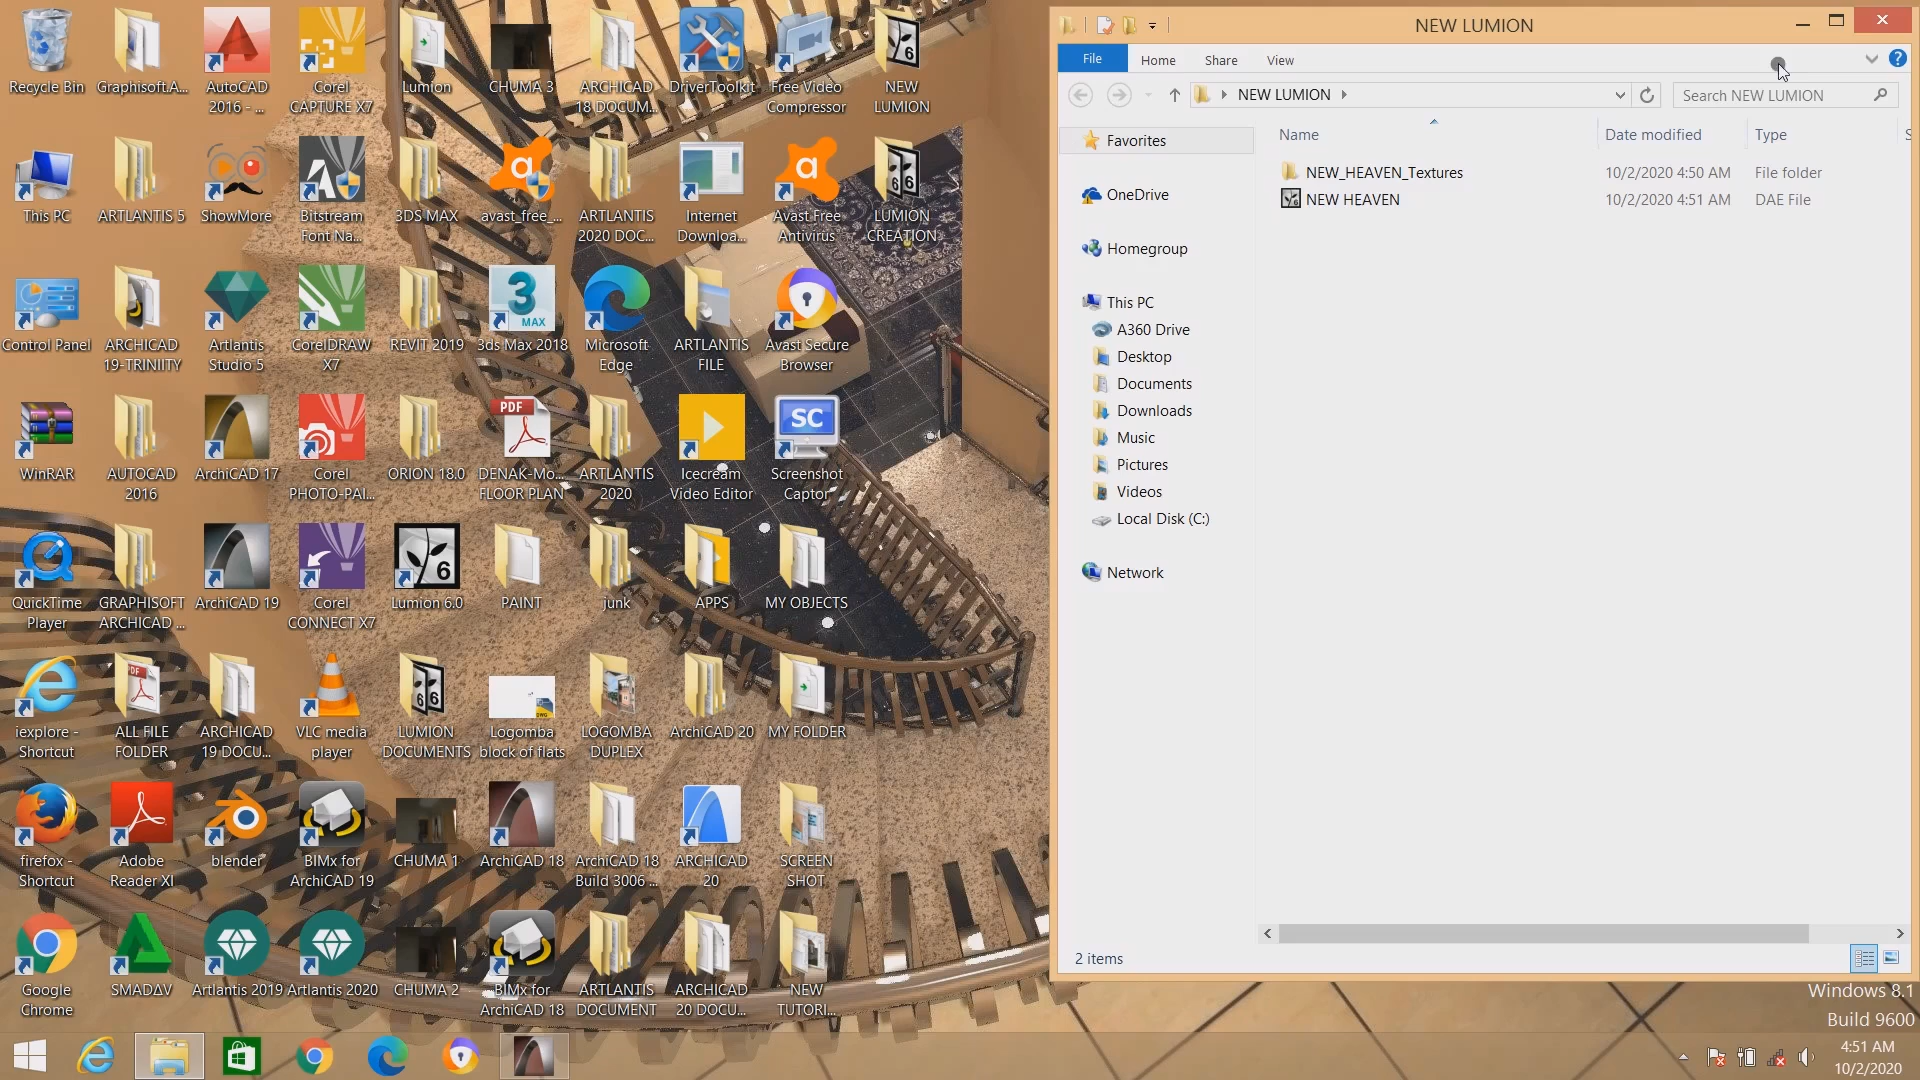 Recycle Bin
Graphisoft.A...
AutoCAD
2016 - ...
Corel
CAPTURE X7
Lumion
CHUMA 3
ARCHICAD
18 DOCUM...
DriverToolkit
Free Video
Compressor
NEW
LUMION
This PC
ARTLANTIS 5
ShowMore
Bitstream
Font Na...
3DS MAX
avast_free_...
ARTLANTIS
2020 DOC...
Internet
Downloa...
Avast Free
Antivirus
LUMION
CREATION
Control Panel
ARCHICAD
19-TRINIITY
Artlantis
Studio 5
CorelDRAW
X7
REVIT 2019
3
MAX
3ds Max 2018
Microsoft
Edge
ARTLANTIS
FILE
Avast Secure
Browser
WinRAR
AUTOCAD
2016
ArchiCAD 17
Corel
PHOTO-PAI...
ORION 18.0
PDF
DENAK-Mo...
FLOOR PLAN
ARTLANTIS
2020
Icecream
Video Editor
SC
Screenshot
Captor
QuickTime
Player
GRAPHISOFT
ARCHICAD ...
ArchiCAD 19
Corel
CONNECT X7
6
Lumion 6.0
PAINT
junk
APPS
MY OBJECTS
iexplore -
Shortcut
ALL FILE
FOLDER
ARCHICAD
19 DOCU...
VLC media
player
LUMION
DOCUMENTS
Logomba
block of flats
LOGOMBA
DUPLEX
ArchiCAD 20
MY FOLDER
firefox -
Shortcut
Adobe
Reader XI
blender
BIMx for
ArchiCAD 19
CHUMA 1
ArchiCAD 18
ArchiCAD 18
Build 3006 ...
ARCHICAD
20
SCREEN
SHOT
Google
Chrome
SMADΔV
Artlantis 2019
Artlantis 2020
CHUMA 2
BIMx for
ArchiCAD 18
ARTLANTIS
DOCUMENT
ARCHICAD
20 DOCU...
NEW
TUTORI...
NEW LUMION
File
Home
Share
View
NEW LUMION
Search NEW LUMION
Favorites
OneDrive
Homegroup
This PC
A360 Drive
Desktop
Documents
Downloads
Music
Pictures
Videos
Local Disk (C:)
Network
Name
Date modified
Type
S
NEW_HEAVEN_Textures
10/2/2020 4:50 AM
File folder
NEW HEAVEN
10/2/2020 4:51 AM
DAE File
2 items
Windows 8.1
Build 9600
4:51 AM
10/2/2020